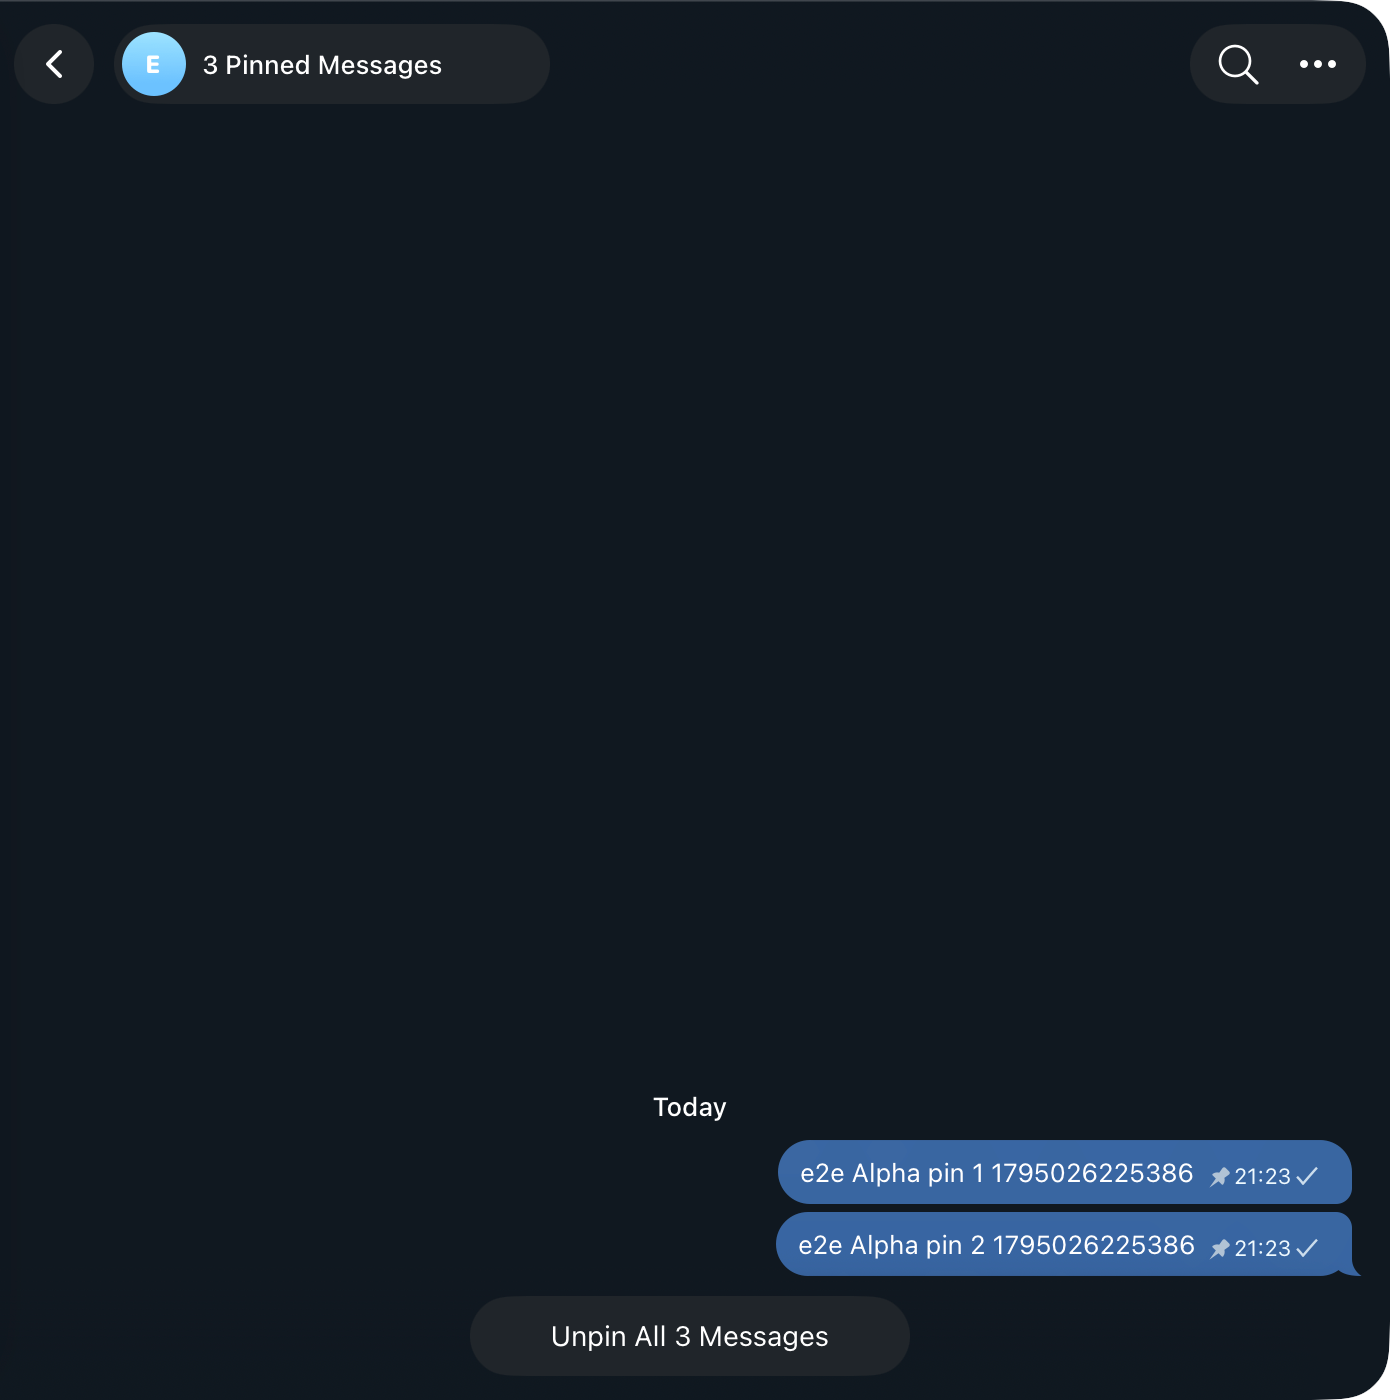 E
3 Pinned Messages
Today
e2e Alpha pin 1 1795026225386 21:23
e2e Alpha pin 2 1795026225386 21:23
Unpin All 3 Messages